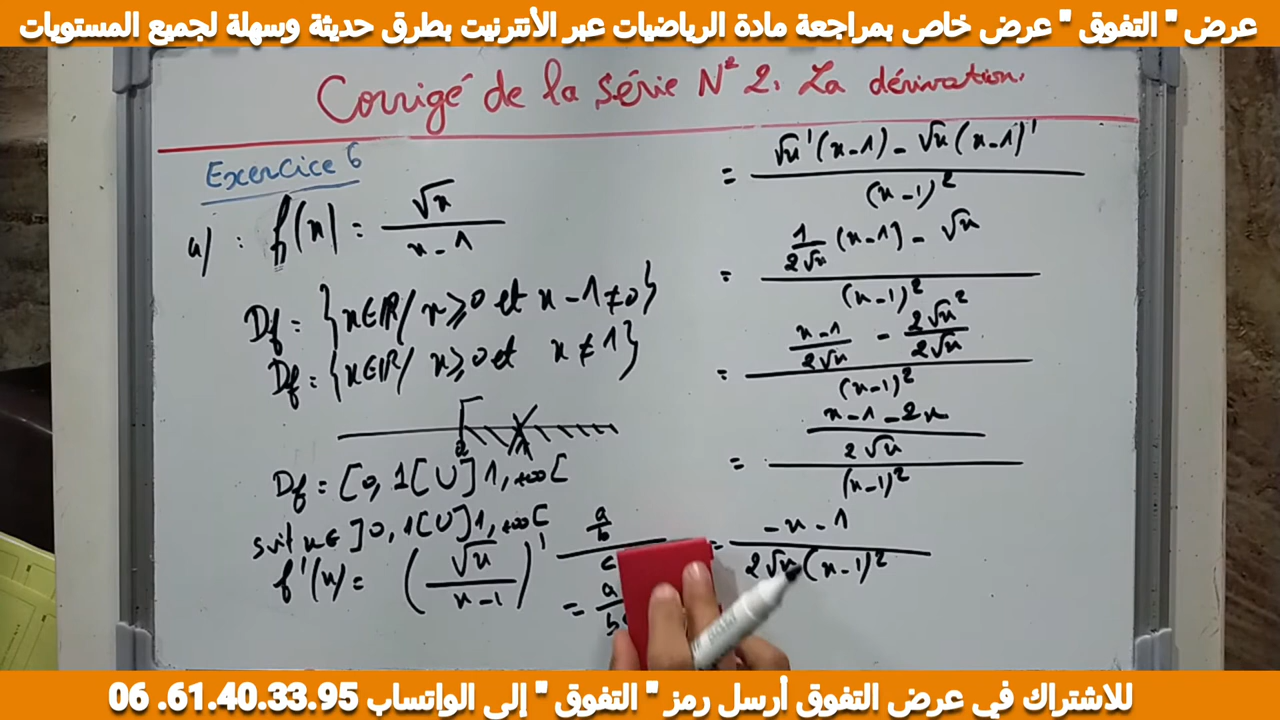 عرض " التفوق " عرض خاص بمراجعة مادة الرياضيات عبر الأنترنيت بطرق حديثة وسهلة لجميع المستويات
Corrigé de la série N° 2. La dérivation.
Exercice 6
a) : f(x) = √x / (x-1)
Df = {x∈ℝ / x≥0 et x-1≠0}
Df = {x∈ℝ / x≥0 et x≠1}
0 1
Df = [0,1[ ∪ ]1,+∞[
soit x∈]0,1[ ∪ ]1,+∞[
f'(x) = (√x / (x-1))'
= (√x'(x-1) - √x(x-1)') / (x-1)²
= (1/(2√x) (x-1) - √x) / (x-1)²
= ((x-1)/(2√x) - 2√x²/(2√x)) / (x-1)²
= ((x-1-2x)/(2√x)) / (x-1)²
= (-x-1) / (2√x(x-1)²)
(a/b) / c
= a / b
للاشتراك في عرض التفوق أرسل رمز " التفوق " إلى الواتساب 06.61.40.33.95